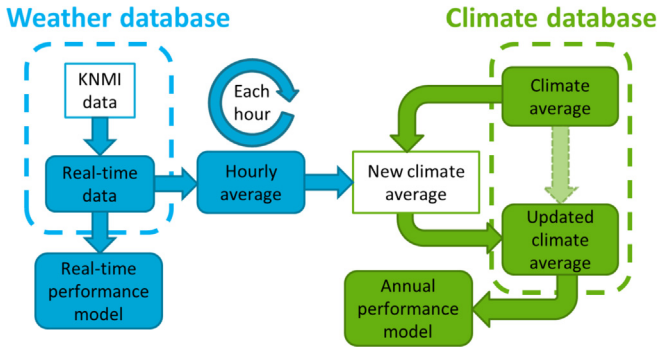 Weather database
Climate database
KNMI
data
Each
hour
Climate
average
Real-time
data
Hourly
average
New climate
average
Updated
climate
average
Real-time
performance
model
Annual
performance
model